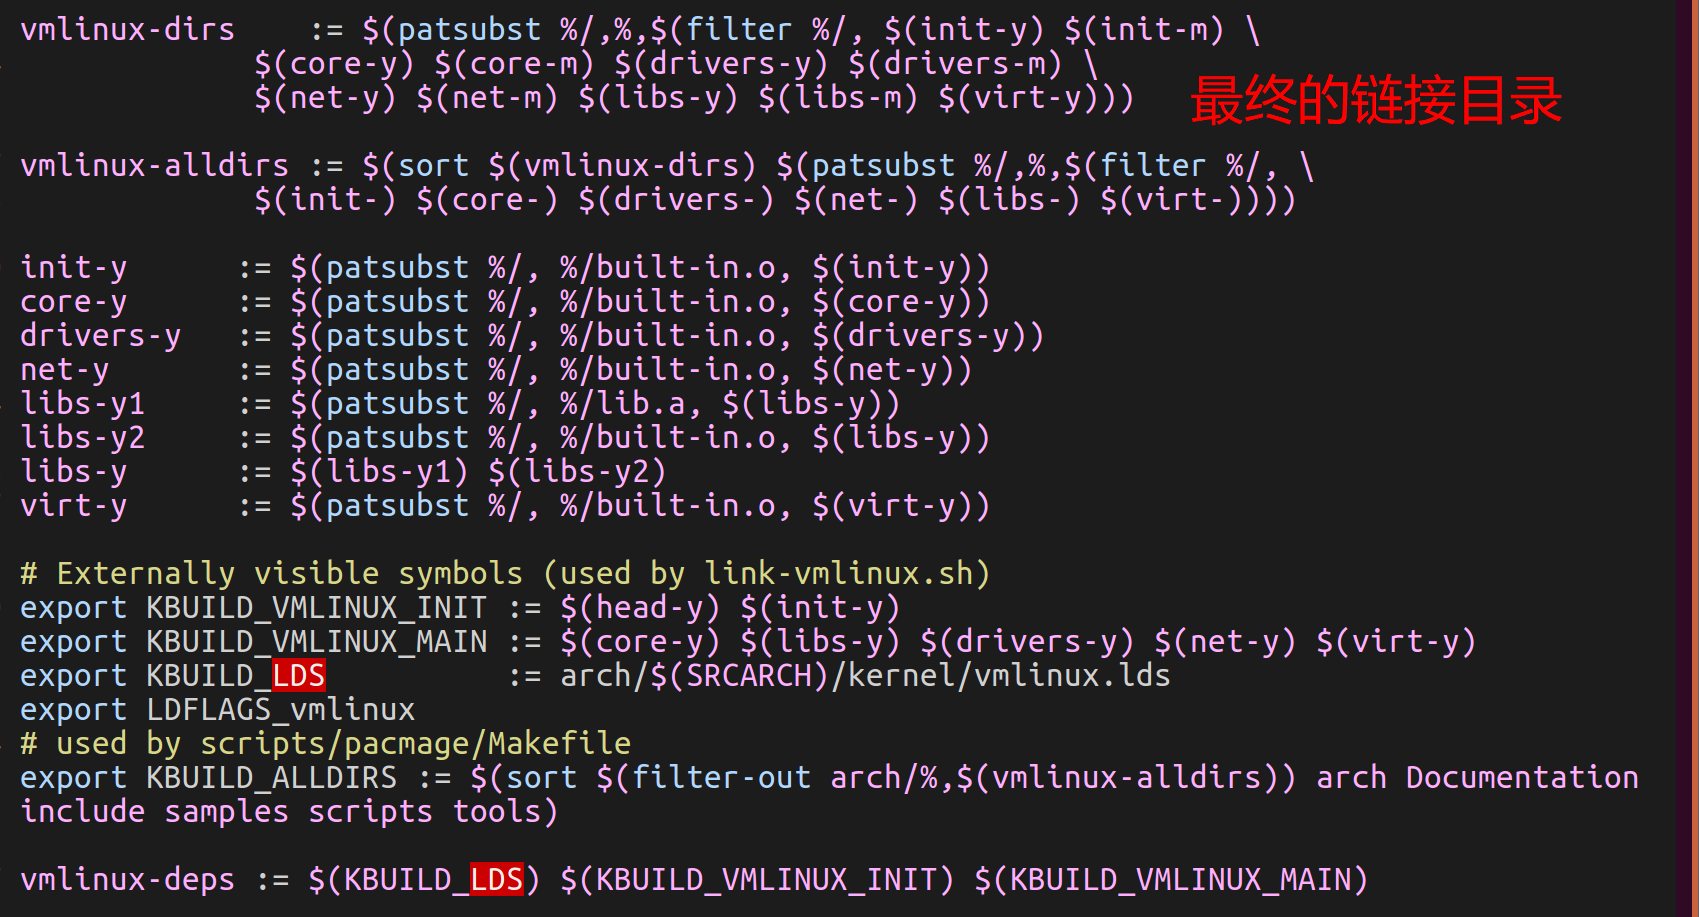 vmlinux-dirs    := $(patsubst %/,%,$(filter %/, $(init-y) $(init-m) \
             $(core-y) $(core-m) $(drivers-y) $(drivers-m) \
             $(net-y) $(net-m) $(libs-y) $(libs-m) $(virt-y)))
最终的链接目录
vmlinux-alldirs := $(sort $(vmlinux-dirs) $(patsubst %/,%,$(filter %/, \
             $(init-) $(core-) $(drivers-) $(net-) $(libs-) $(virt-))))
init-y      := $(patsubst %/, %/built-in.o, $(init-y))
core-y      := $(patsubst %/, %/built-in.o, $(core-y))
drivers-y   := $(patsubst %/, %/built-in.o, $(drivers-y))
net-y       := $(patsubst %/, %/built-in.o, $(net-y))
libs-y1     := $(patsubst %/, %/lib.a, $(libs-y))
libs-y2     := $(patsubst %/, %/built-in.o, $(libs-y))
libs-y      := $(libs-y1) $(libs-y2)
virt-y      := $(patsubst %/, %/built-in.o, $(virt-y))
# Externally visible symbols (used by link-vmlinux.sh)
export KBUILD_VMLINUX_INIT := $(head-y) $(init-y)
export KBUILD_VMLINUX_MAIN := $(core-y) $(libs-y) $(drivers-y) $(net-y) $(virt-y)
export KBUILD_LDS          := arch/$(SRCARCH)/kernel/vmlinux.lds
export LDFLAGS_vmlinux
# used by scripts/pacmage/Makefile
export KBUILD_ALLDIRS := $(sort $(filter-out arch/%,$(vmlinux-alldirs)) arch Documentation
include samples scripts tools)
vmlinux-deps := $(KBUILD_LDS) $(KBUILD_VMLINUX_INIT) $(KBUILD_VMLINUX_MAIN)